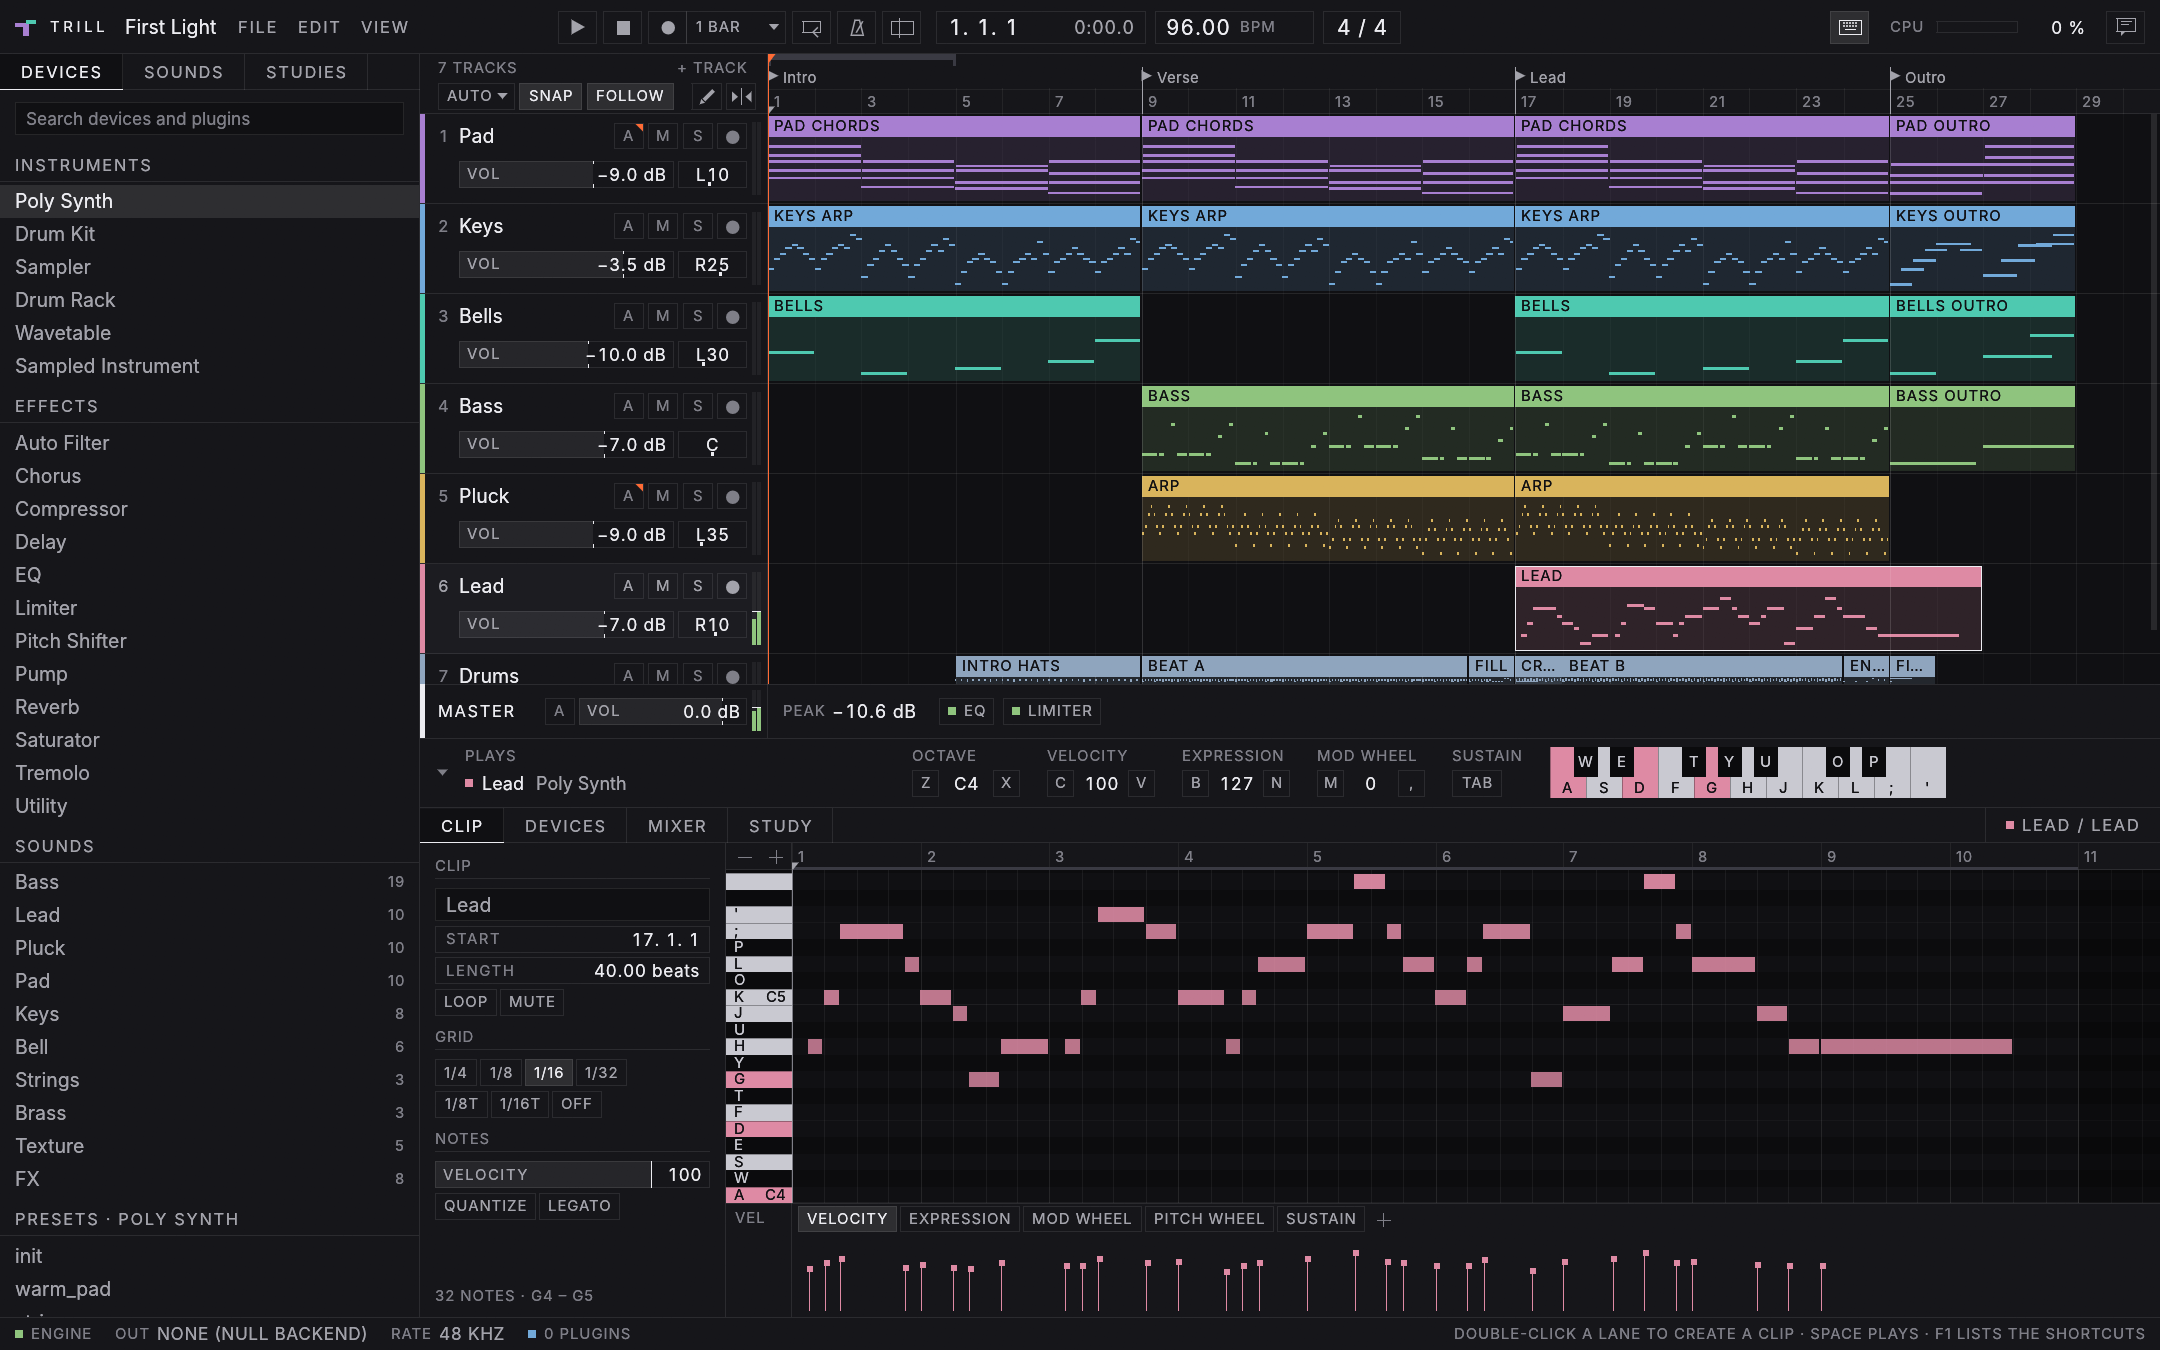 TRILL First Light FILE EDIT VIEW
1 BAR
1. 1. 1 0:00.0
96.00 BPM
4 / 4
CPU 0 %
DEVICES SOUNDS STUDIES
Search devices and plugins
INSTRUMENTS
Poly Synth
Drum Kit
Sampler
Drum Rack
Wavetable
Sampled Instrument
EFFECTS
Auto Filter
Chorus
Compressor
Delay
EQ
Limiter
Pitch Shifter
Pump
Reverb
Saturator
Tremolo
Utility
SOUNDS
Bass 19
Lead 10
Pluck 10
Pad 10
Keys 8
Bell 6
Strings 3
Brass 3
Texture 5
FX 8
PRESETS · POLY SYNTH
init
warm_pad
7 TRACKS + TRACK
AUTO SNAP FOLLOW
Intro Verse Lead Outro
1 3 5 7 9 11 13 15 17 19 21 23 25 27 29
1 Pad A M S
VOL −9.0 dB L10
PAD CHORDS PAD CHORDS PAD CHORDS PAD OUTRO
2 Keys A M S
VOL −3.5 dB R25
KEYS ARP KEYS ARP KEYS ARP KEYS OUTRO
3 Bells A M S
VOL −10.0 dB L30
BELLS BELLS BELLS OUTRO
4 Bass A M S
VOL −7.0 dB C
BASS BASS BASS OUTRO
5 Pluck A M S
VOL −9.0 dB L35
ARP ARP
6 Lead A M S
VOL −7.0 dB R10
LEAD
7 Drums A M S
INTRO HATS BEAT A FILL CR... BEAT B EN... FI...
MASTER A VOL 0.0 dB
PEAK −10.6 dB EQ LIMITER
PLAYS
Lead Poly Synth
OCTAVE
Z C4 X
VELOCITY
C 100 V
EXPRESSION
B 127 N
MOD WHEEL
M 0 ,
SUSTAIN
TAB
W E T Y U O P
A S D F G H J K L ; '
CLIP DEVICES MIXER STUDY
LEAD / LEAD
CLIP
Lead
START 17. 1. 1
LENGTH 40.00 beats
LOOP MUTE
GRID
1/4 1/8 1/16 1/32
1/8T 1/16T OFF
NOTES
VELOCITY 100
QUANTIZE LEGATO
32 NOTES · G4 – G5
1 2 3 4 5 6 7 8 9 10 11
'
;
P
L
O
K C5
J
U
H
Y
G
T
F
D
E
S
W
A C4
VEL
VELOCITY EXPRESSION MOD WHEEL PITCH WHEEL SUSTAIN +
ENGINE OUT NONE (NULL BACKEND) RATE 48 KHZ 0 PLUGINS
DOUBLE-CLICK A LANE TO CREATE A CLIP · SPACE PLAYS · F1 LISTS THE SHORTCUTS